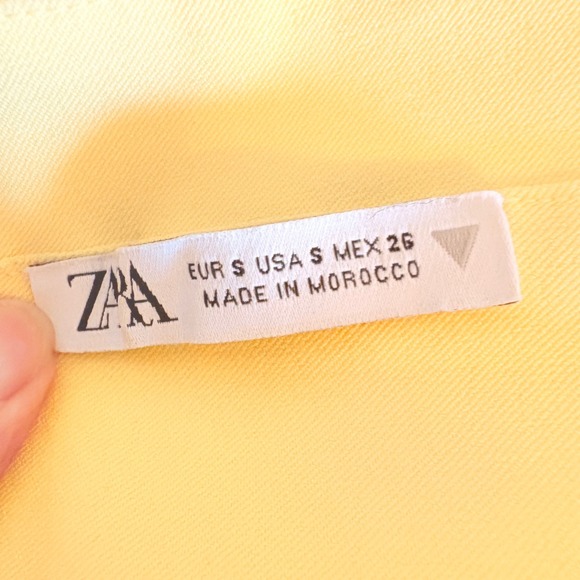 ZARA
EUR S USA S MEX 26
MADE IN MOROCCO